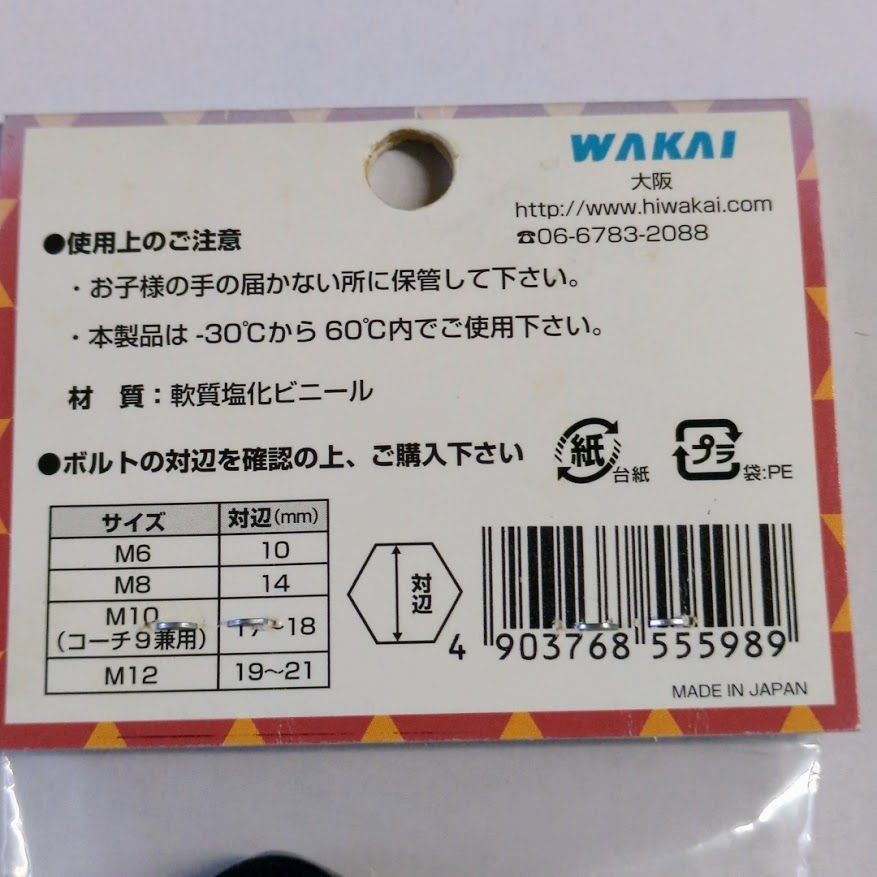 WAKAI
大阪
http://www.hiwakai.com
☎06-6783-2088
●使用上のご注意
・お子様の手の届かない所に保管して下さい。
・本製品は -30℃から 60℃内でご使用下さい。
材　質：軟質塩化ビニール
●ボルトの対辺を確認の上、ご購入下さい
紙 台紙
プラ 袋:PE
サイズ 対辺(mm)
M6 10
M8 14
M10 17~18
(コーチ9兼用)
M12 19~21
対辺
4 903768 555989
MADE IN JAPAN